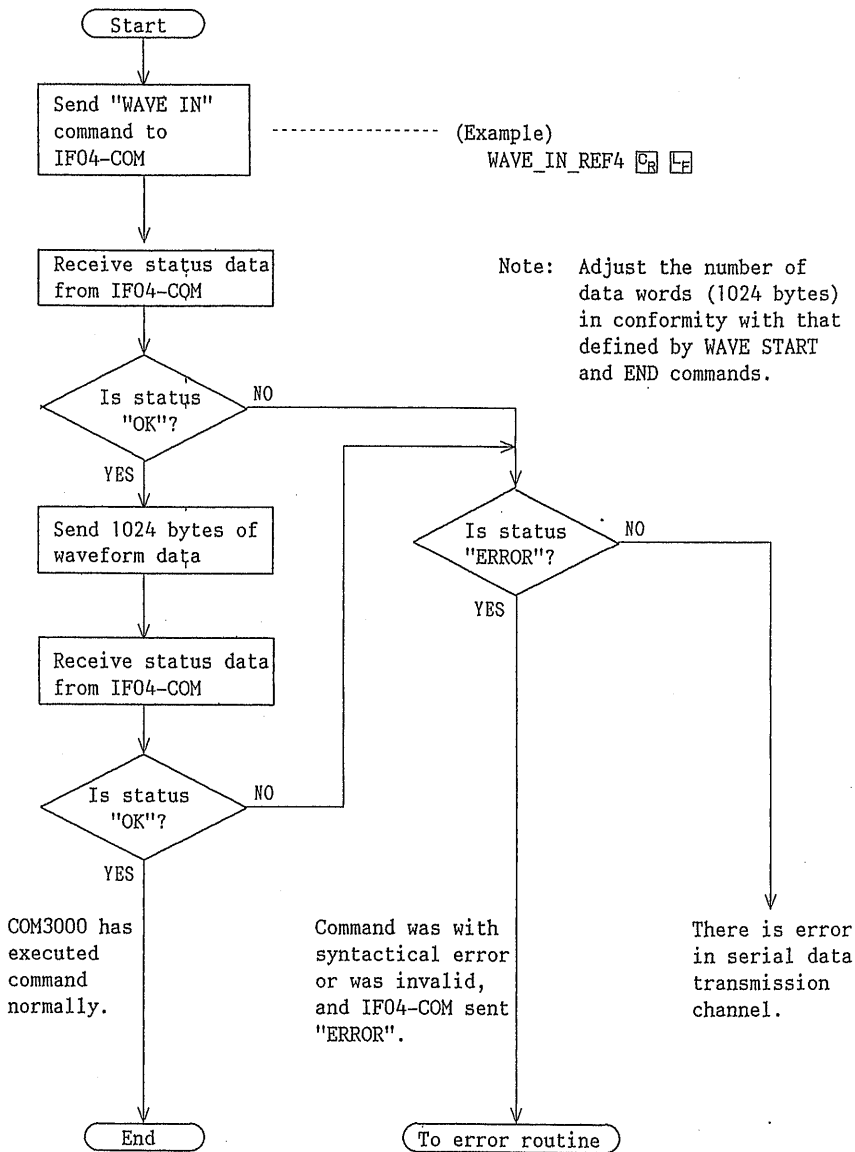 Start
Send "WAVE IN"
command to
IF04-COM
(Example)
WAVE_IN_REF4 CR LF
Receive status data
from IF04-COM
Note: Adjust the number of
data words (1024 bytes)
in conformity with that
defined by WAVE START
and END commands.
Is status
"OK"?
NO
YES
Send 1024 bytes of
waveform data
Is status
"ERROR"?
NO
YES
Receive status data
from IF04-COM
Is status
"OK"?
NO
YES
COM3000 has
executed
command
normally.
Command was with
syntactical error
or was invalid,
and IF04-COM sent
"ERROR".
There is error
in serial data
transmission
channel.
End
To error routine